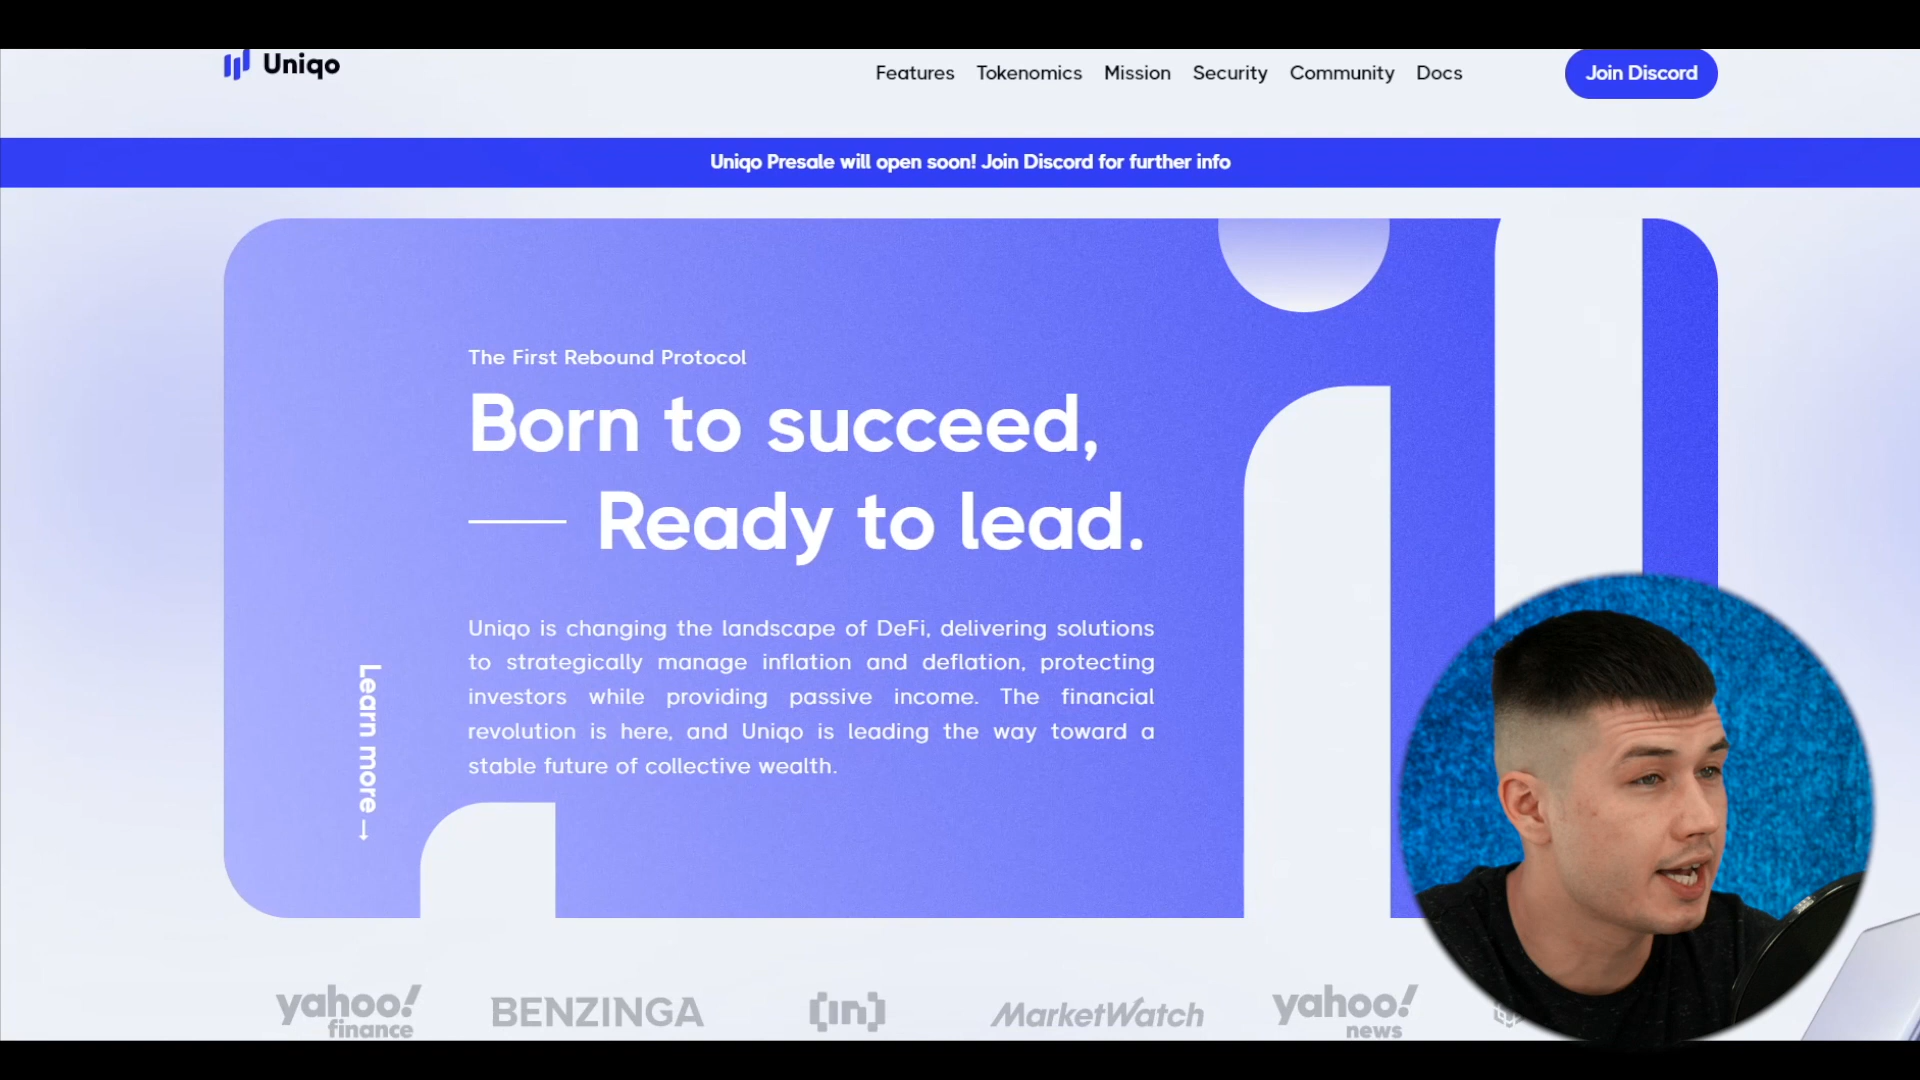 Uniqo
Features Tokenomics Mission Security Community Docs
Join Discord
Uniqo Presale will open soon! Join Discord for further info
The First Rebound Protocol
Born to succeed,
Ready to lead.
Uniqo is changing the landscape of DeFi, delivering solutions
to strategically manage inflation and deflation, protecting
investors while providing passive income. The financial
revolution is here, and Uniqo is leading the way toward a
stable future of collective wealth.
Learn more →
yahoo!
finance
BENZINGA
[in]
MarketWatch
yahoo!
news